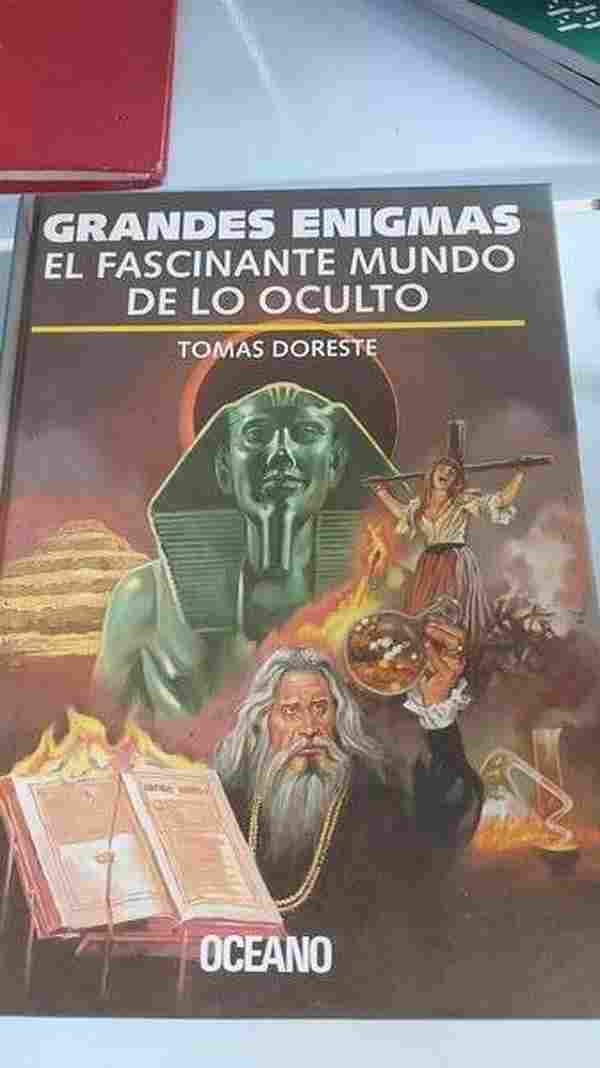 GRANDES ENIGMAS
EL FASCINANTE MUNDO
DE LO OCULTO
TOMAS DORESTE
OCEANO